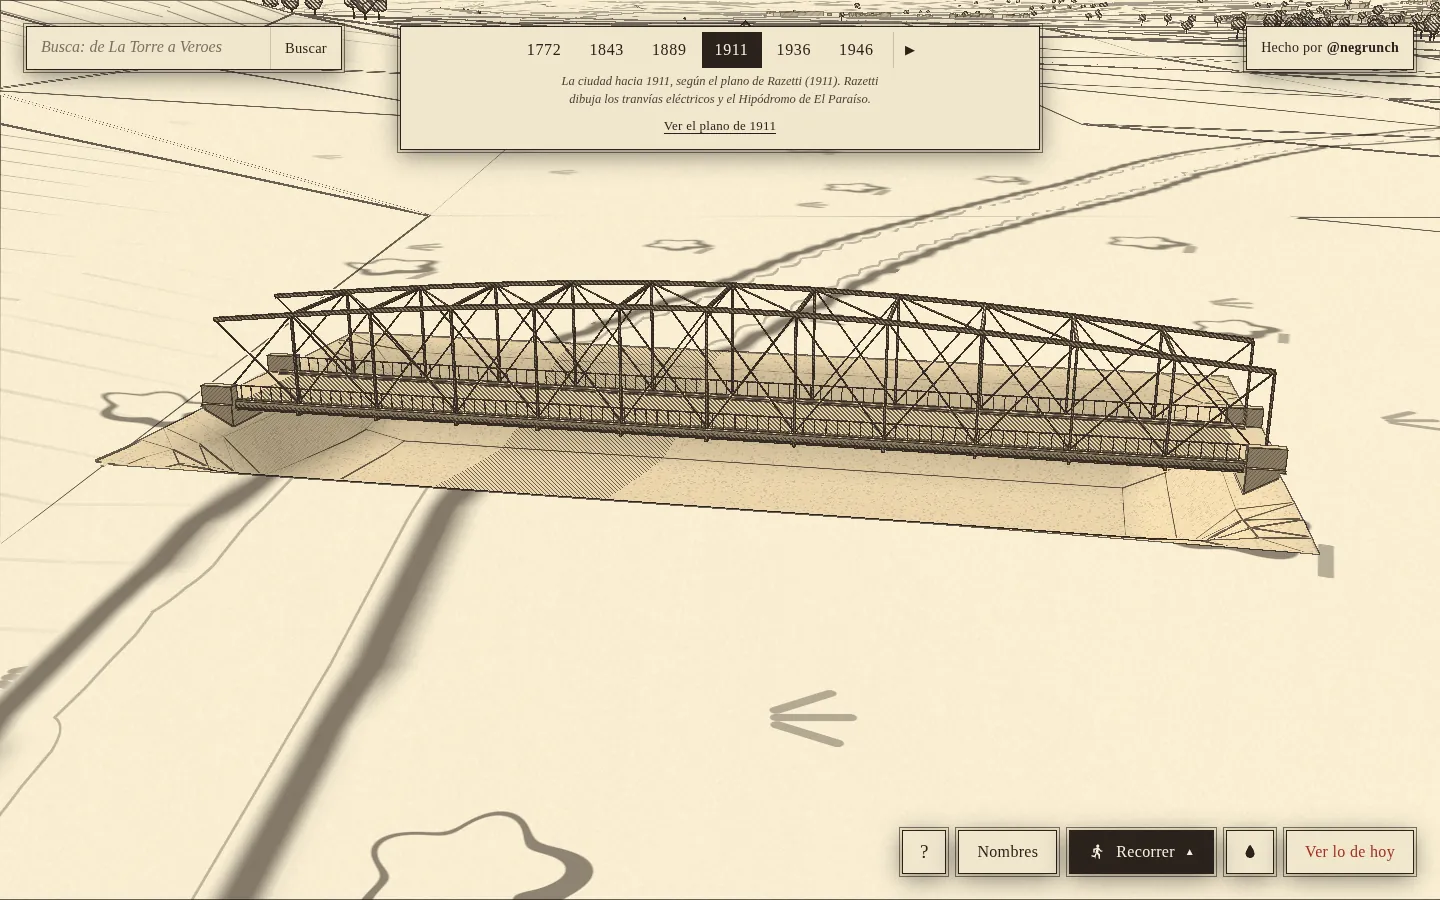 Busca: de La Torre a Veroes
Buscar
1772 1843 1889 1911 1936 1946
La ciudad hacia 1911, según el plano de Razetti (1911). Razetti
dibuja los tranvías eléctricos y el Hipódromo de El Paraíso.
Ver el plano de 1911
Hecho por @negrunch
?
Nombres
Recorrer
Ver lo de hoy